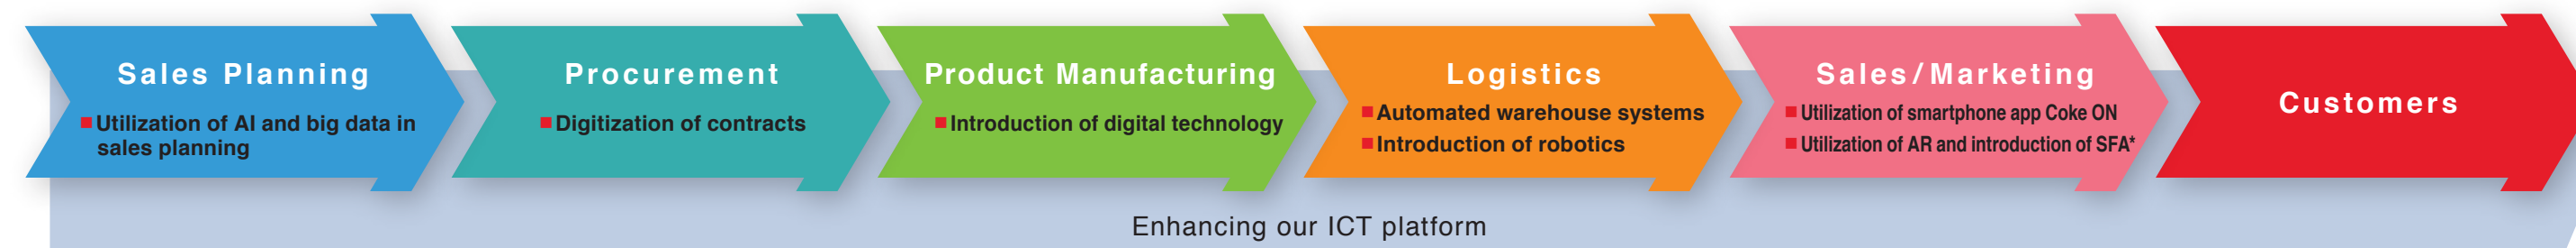 Sales Planning
■Utilization of AI and big data in
sales planning
Procurement
■Digitization of contracts
Product Manufacturing
■Introduction of digital technology
Logistics
■Automated warehouse systems
■Introduction of robotics
Sales/Marketing
■Utilization of smartphone app Coke ON
■Utilization of AR and introduction of SFA*
Customers
Enhancing our ICT platform